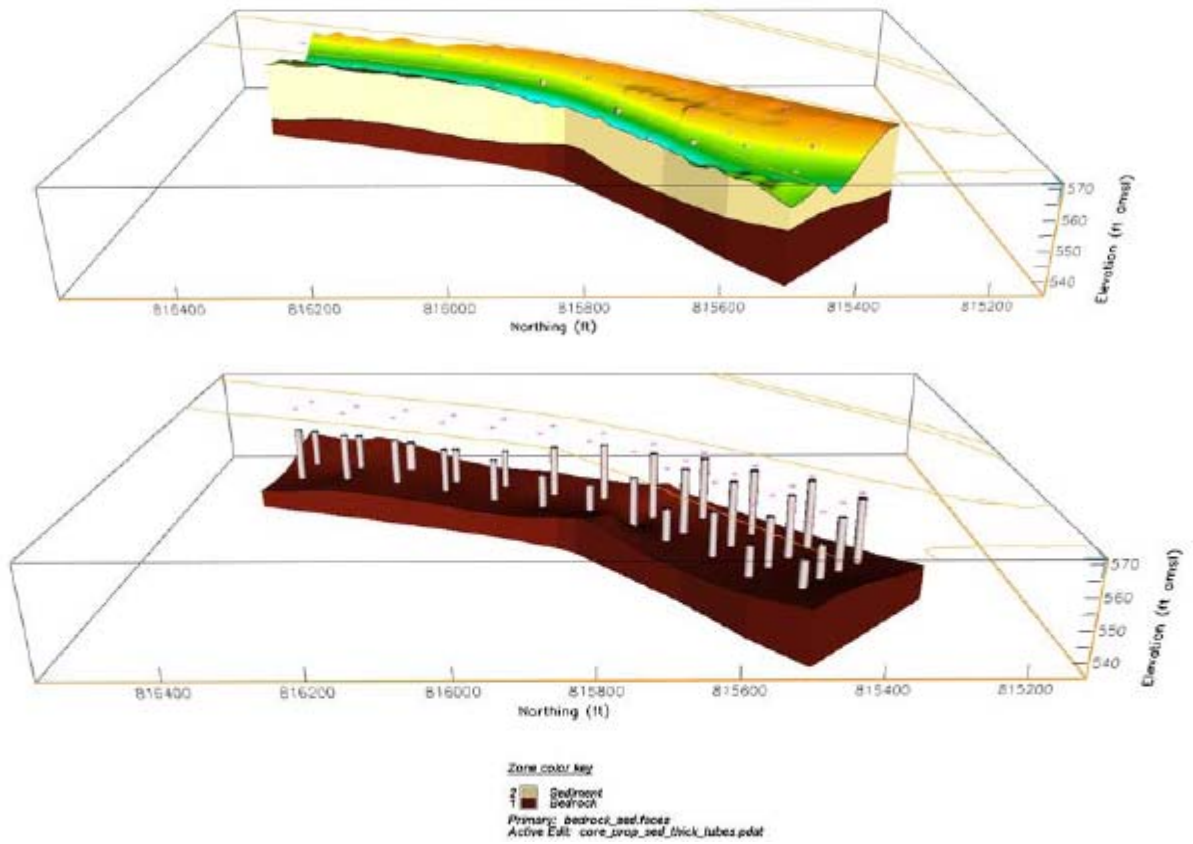 570
560
550
540
Elevation (ft amsl)
816400 816200 816000 815800 815600 815400 815200
Northing (ft)
570
560
550
540
Elevation (ft amsl)
816400 816200 816000 815800 815600 815400 815200
Northing (ft)
Zone color key
2 Sediment
1 Bedrock
Primary: bedrock_sed.faces
Active Edit: core_prop_sed_thick_tubes.pdat